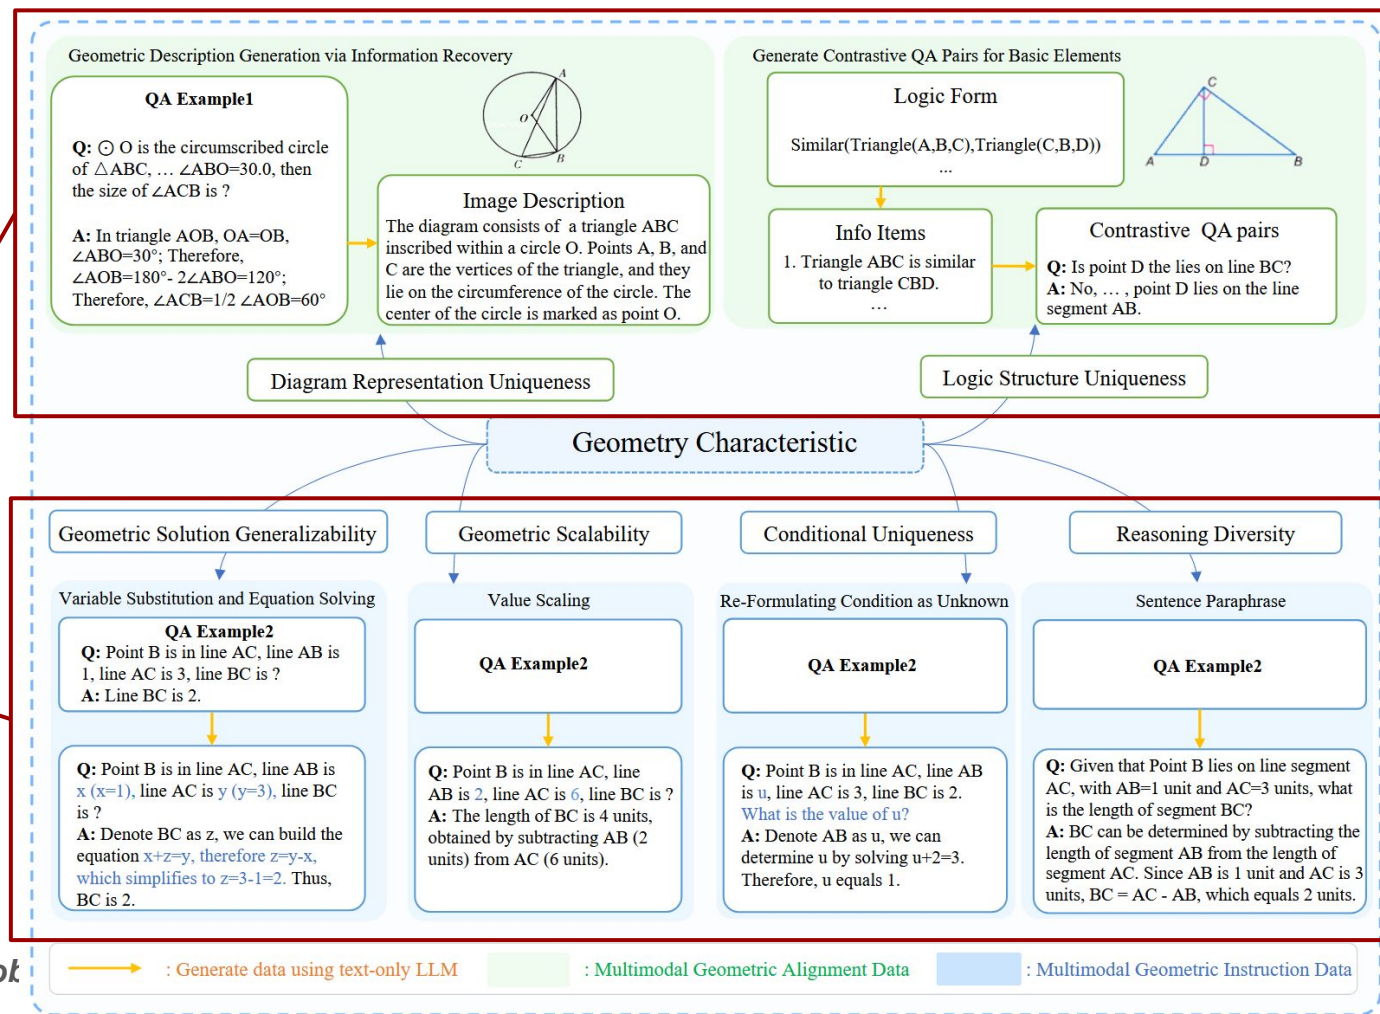 Geometric Description Generation via Information Recovery
QA Example1
Q: ⊙ O is the circumscribed circle
of △ABC, … ∠ABO=30.0, then
the size of ∠ACB is ?
A: In triangle AOB, OA=OB,
∠ABO=30°; Therefore,
∠AOB=180°- 2∠ABO=120°;
Therefore, ∠ACB=1/2 ∠AOB=60°
A
O
C
B
Image Description
The diagram consists of a triangle ABC
inscribed within a circle O. Points A, B, and
C are the vertices of the triangle, and they
lie on the circumference of the circle. The
center of the circle is marked as point O.
Generate Contrastive QA Pairs for Basic Elements
Logic Form
Similar(Triangle(A,B,C),Triangle(C,B,D))
...
C
A
D
B
Info Items
1. Triangle ABC is similar
to triangle CBD.
…
Contrastive QA pairs
Q: Is point D the lies on line BC?
A: No, … , point D lies on the line
segment AB.
Diagram Representation Uniqueness
Logic Structure Uniqueness
Geometry Characteristic
Geometric Solution Generalizability
Geometric Scalability
Conditional Uniqueness
Reasoning Diversity
Variable Substitution and Equation Solving
QA Example2
Q: Point B is in line AC, line AB is
1, line AC is 3, line BC is ?
A: Line BC is 2.
Q: Point B is in line AC, line AB is
x (x=1), line AC is y (y=3), line BC
is ?
A: Denote BC as z, we can build the
equation x+z=y, therefore z=y-x,
which simplifies to z=3-1=2. Thus,
BC is 2.
Value Scaling
QA Example2
Q: Point B is in line AC, line
AB is 2, line AC is 6, line BC is ?
A: The length of BC is 4 units,
obtained by subtracting AB (2
units) from AC (6 units).
Re-Formulating Condition as Unknown
QA Example2
Q: Point B is in line AC, line AB
is u, line AC is 3, line BC is 2.
What is the value of u?
A: Denote AB as u, we can
determine u by solving u+2=3.
Therefore, u equals 1.
Sentence Paraphrase
QA Example2
Q: Given that Point B lies on line segment
AC, with AB=1 unit and AC=3 units, what
is the length of segment BC?
A: BC can be determined by subtracting the
length of segment AB from the length of
segment AC. Since AB is 1 unit and AC is 3
units, BC = AC - AB, which equals 2 units.
: Generate data using text-only LLM
: Multimodal Geometric Alignment Data
: Multimodal Geometric Instruction Data